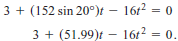 3 + (152 sin 20°)t − 16t² = 0
3 + (51.99)t − 16t² = 0.